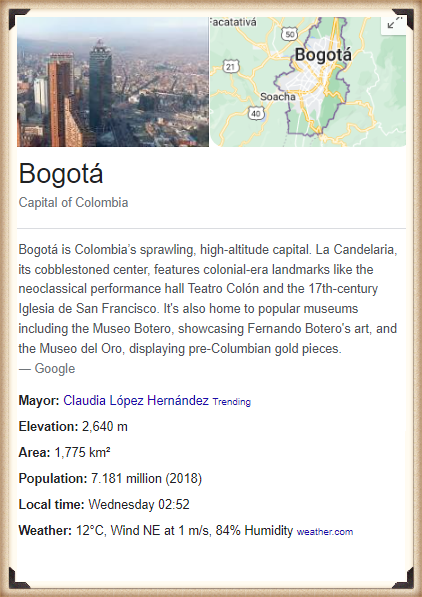 Facatativá
50
Bogotá
21
Soacha
40
Bogotá
Capital of Colombia
Bogotá is Colombia's sprawling, high-altitude capital. La Candelaria,
its cobblestoned center, features colonial-era landmarks like the
neoclassical performance hall Teatro Colón and the 17th-century
Iglesia de San Francisco. It's also home to popular museums
including the Museo Botero, showcasing Fernando Botero's art, and
the Museo del Oro, displaying pre-Columbian gold pieces.
— Google
Mayor: Claudia López Hernández Trending
Elevation: 2,640 m
Area: 1,775 km²
Population: 7.181 million (2018)
Local time: Wednesday 02:52
Weather: 12°C, Wind NE at 1 m/s, 84% Humidity weather.com